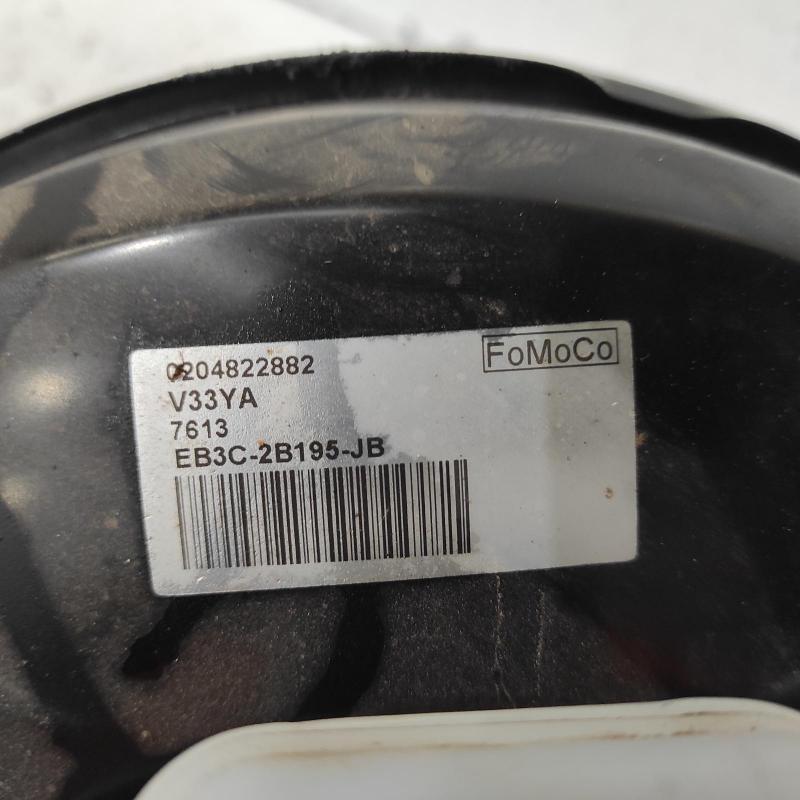 0204822882
FoMoCo
V33YA
7613
EB3C-2B195-JB